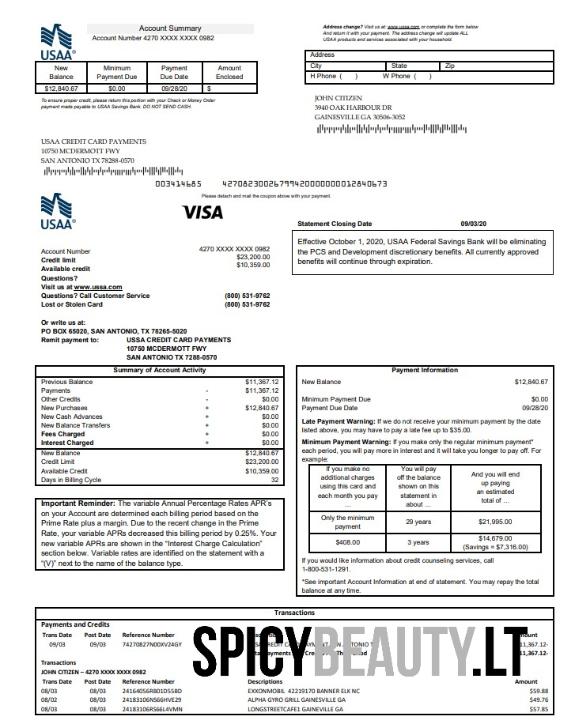 USAA®
Account Summary
Account Number 4270 XXXX XXXX 0982
New Balance
Minimum Payment Due
Payment Due Date
Amount Enclosed
$12,840.67
$0.00
09/28/20
$
To ensure proper credit, please return this portion with your Check or Money Order
payment made payable to USAA Savings Bank. DO NOT SEND CASH.
Address change? Visit us at: www.usaa.com, or complete the form below
And return it with your payment. The address change will update ALL
USAA products and services associated with your household.
Address
City State Zip
H Phone ( ) W Phone ( )
JOHN CITIZEN
3940 OAK HARBOUR DR
GAINESVILLE GA 30506-3052
USAA CREDIT CARD PAYMENTS
10750 MCDERMOTT FWY
SAN ANTONIO TX 78288-0570
Please detach and mail the coupon above with your payment.
USAA®
VISA
Statement Closing Date 09/03/20
Effective October 1, 2020, USAA Federal Savings Bank will be eliminating
the PCS and Development discretionary benefits. All currently approved
benefits will continue through expiration.
Account Number 4270 XXXX XXXX 0982
Credit limit $23,200.00
Available credit $10,359.00
Questions?
Visit us at www.ussa.com
Questions? Call Customer Service (800) 531-9762
Lost or Stolen Card (800) 531-9762
Or write us at:
PO BOX 65020, SAN ANTONIO, TX 78265-5020
Remit payment to: USSA CREDIT CARD PAYMENTS
10750 MCDERMOTT FWY
SAN ANTONIO TX 7288-0570
Summary of Account Activity
Previous Balance $11,367.12
Payments - $11,367.12
Other Credits - $0.00
New Purchases + $12,840.67
New Cash Advances + $0.00
New Balance Transfers + $0.00
Fees Charged + $0.00
Interest Charged + $0.00
New Balance $12,840.67
Credit Limit $23,200.00
Available Credit $10,359.00
Days in Billing Cycle 32
Important Reminder: The variable Annual Percentage Rates APR's
on your Account are determined each billing period based on the
Prime Rate plus a margin. Due to the recent change in the Prime
Rate, your variable APRs decreased this billing period by 0.25%. Your
new variable APRs are shown in the "Interest Charge Calculation"
section below. Variable rates are identified on the statement with a
"(V)" next to the name of the balance type.
Payment Information
New Balance $12,840.67
Minimum Payment Due $0.00
Payment Due Date 09/28/20
Late Payment Warning: If we do not receive your minimum payment by the date
listed above, you may have to pay a late fee up to $35.00.
Minimum Payment Warning: If you make only the regular minimum payment*
each period, you will pay more in interest and it will take you longer to pay off. For
example:
If you make no additional charges using this card and each month you pay ...
You will pay off the balance shown on this statement in about ...
And you will end up paying an estimated total of ...
Only the minimum payment
29 years
$21,995.00
$408.00
3 years
$14,679.00
(Savings = $7,316.00)
If you would like information about credit counseling services, call
1-800-531-1291.
*See important Account Information at end of statement. You may repay the total
balance at any time.
Transactions
Payments and Credits
Trans Date Post Date Reference Number
09/03 09/03
SPICYBEAUTY.LT
Transactions
JOHN CITIZEN – 4270 XXXX XXXX 0982
Trans Date Post Date Reference Number Descriptions Amount
08/03 08/03 EXXONMOBIL 42219170 BANNER ELK NC $59.88
08/02 08/03 ALPHA GYRO GRILL GAINESVILLE GA $49.76
08/03 08/03 LONGSTREETCAFE1 GAINESVILLE GA $57.85